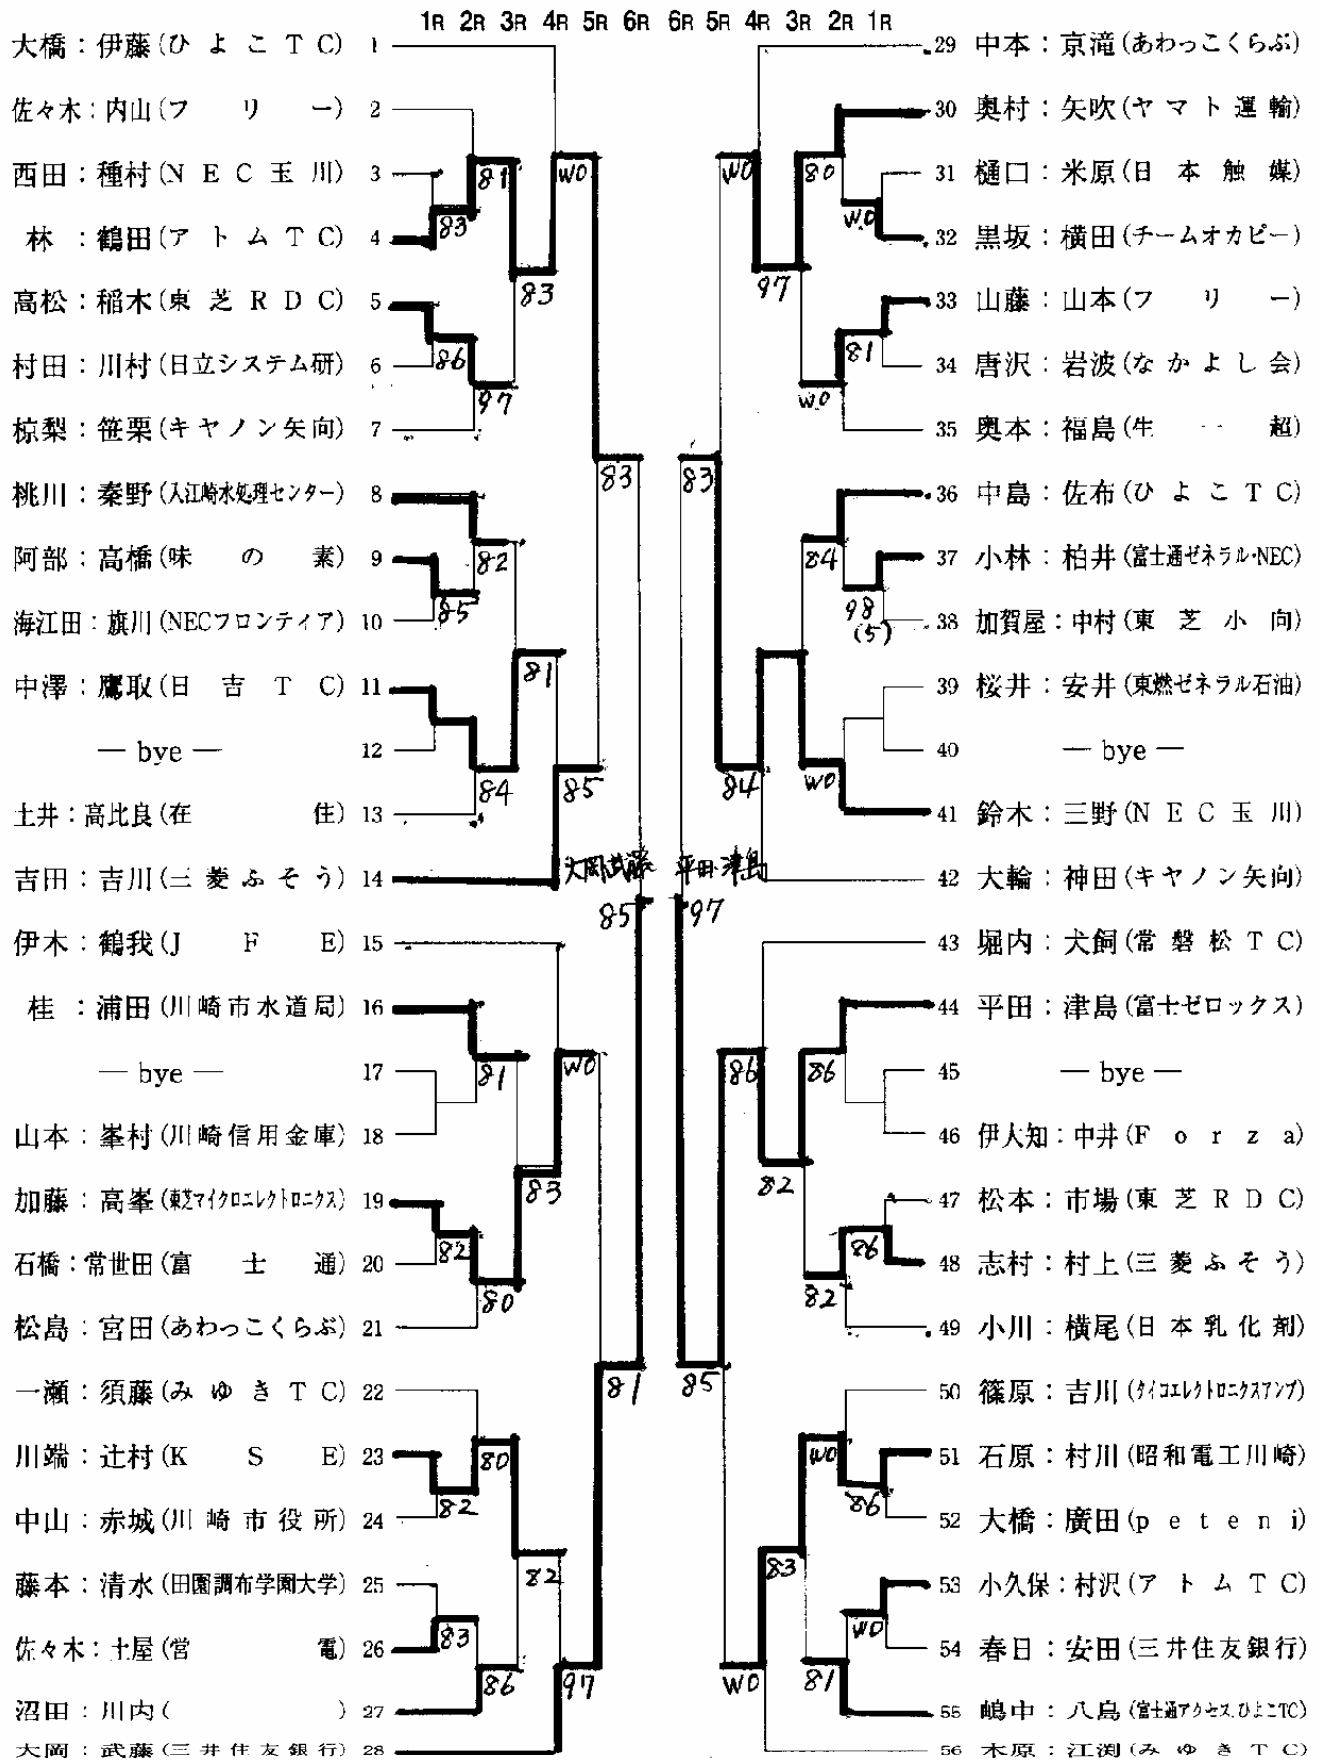 1R 2R 3R 4R 5R 6R 6R 5R 4R 3R 2R 1R
大橋：伊藤(ひよこTC) 1
佐々木：内山(フリー) 2
西田：種村(NEC玉川) 3
林：鶴田(アトムTC) 4
高松：稲木(東芝RDC) 5
村田：川村(日立システム研) 6
椋梨：笹栗(キヤノン矢向) 7
桃川：秦野(入江崎水処理センター) 8
阿部：高橋(味の素) 9
海江田：旗川(NECフロンティア) 10
中澤：鷹取(日吉TC) 11
— bye — 12
土井：高比良(在住) 13
吉田：吉川(三菱ふそう) 14
伊木：鶴我(JFE) 15
桂：浦田(川崎市水道局) 16
— bye — 17
山本：峯村(川崎信用金庫) 18
加藤：高峯(東芝マイクロエレクトロニクス) 19
石橋：常世田(富士通) 20
松島：宮田(あわっこくらぶ) 21
一瀬：須藤(みゆきTC) 22
川端：辻村(KSE) 23
中山：赤城(川崎市役所) 24
藤本：清水(田園調布学園大学) 25
佐々木：土屋(営電) 26
沼田：川内( ) 27
大岡：武藤(三井住友銀行) 28
83
86
85
82
82
83
81
97
82
84
81
80
80
86
83
81
83
82
W0
85
W0
97
83
81
大岡 武藤
85
平田・津島
97
83
85
W0
84
86
W0
97
82
83
80
W0
84
W0
86
82
W0
81
W0
81
98
(5)
86
86
W0
29 中本：京滝(あわっこくらぶ)
30 奥村：矢吹(ヤマト運輸)
31 樋口：米原(日本触媒)
32 黒坂：横田(チームオカピー)
33 山藤：山本(フリー)
34 唐沢：岩波(なかよし会)
35 奥本：福島(生一超)
36 中島：佐布(ひよこTC)
37 小林：柏井(富士通ゼネラル・NEC)
38 加賀屋：中村(東芝小向)
39 桜井：安井(東燃ゼネラル石油)
40 — bye —
41 鈴木：三野(NEC玉川)
42 大輪：神田(キヤノン矢向)
43 堀内：犬飼(常磐松TC)
44 平田：津島(富士ゼロックス)
45 — bye —
46 伊大知：中井(Forza)
47 松本：市場(東芝RDC)
48 志村：村上(三菱ふそう)
49 小川：横尾(日本乳化剤)
50 篠原：吉川(タイコエレクトロニクスアンプ)
51 石原：村川(昭和電工川崎)
52 大橋：廣田(peteni)
53 小久保：村沢(アトムTC)
54 春日：安田(三井住友銀行)
55 嶋中：八島(富士通アクセス、ひよこTC)
56 木原：江渕(みゆきTC)